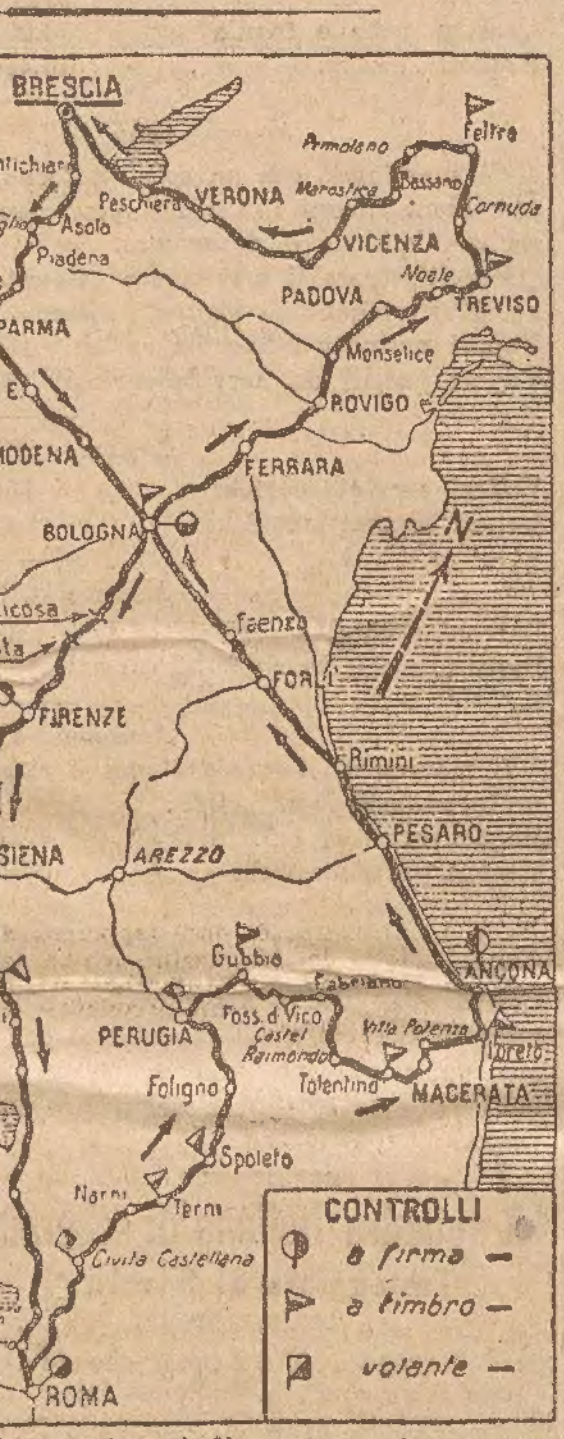 BRESCIA
Feltre
Primolano
Bassano
Marostica
Peschiera
VERONA
Cornuda
Asola
VICENZA
Piadena
Noale
TREVISO
PADOVA
PARMA
Monselice
E
ROVIGO
MODENA
FERRARA
BOLOGNA
N
icosa
Faenza
ta
FORLI'
FIRENZE
Rimini
PESARO
SIENA
AREZZO
Gubbio
ANCONA
Fabriano
PERUGIA
Foss. d. Vico
Castel
Raimondo
Villa Potenza
Loreto
Tolentino
MACERATA
Foligno
Spoleto
Narni
Terni
Civita Castellana
ROMA
CONTROLLI
a firma —
a timbro —
volante —